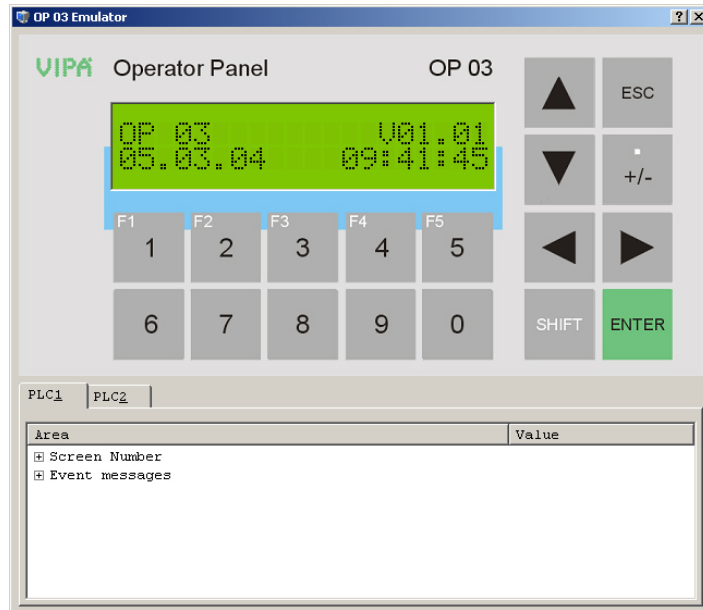 OP 03 Emulator
VIPA Operator Panel OP 03
OP 03 V01.01
05.03.04 09:41:45
ESC
+/-
F1 F2 F3 F4 F5
1 2 3 4 5
6 7 8 9 0
SHIFT ENTER
PLC1 PLC2
Area Value
Screen Number
Event messages